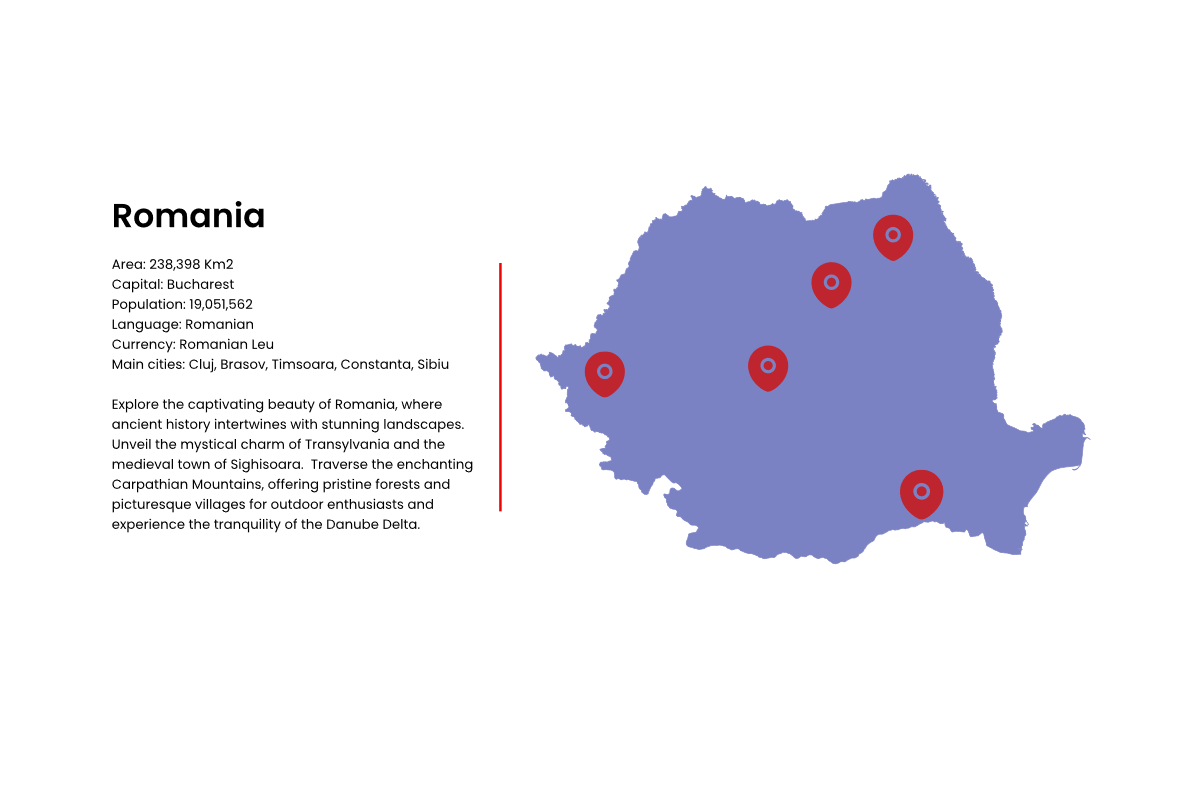 Romania
Area: 238,398 Km2
Capital: Bucharest
Population: 19,051,562
Language: Romanian
Currency: Romanian Leu
Main cities: Cluj, Brasov, Timsoara, Constanta, Sibiu
Explore the captivating beauty of Romania, where
ancient history intertwines with stunning landscapes.
Unveil the mystical charm of Transylvania and the
medieval town of Sighisoara.  Traverse the enchanting
Carpathian Mountains, offering pristine forests and
picturesque villages for outdoor enthusiasts and
experience the tranquility of the Danube Delta.